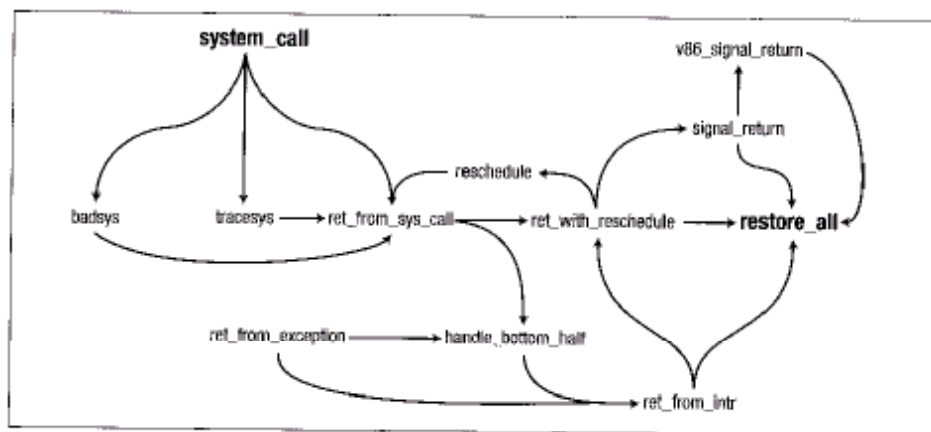 system_call
v86_signal_return
signal_return
reschedule
badsys
tracesys
ret_from_sys_call
ret_with_reschedule
restore_all
ret_from_exception
handle_bottom_half
ret_from_intr